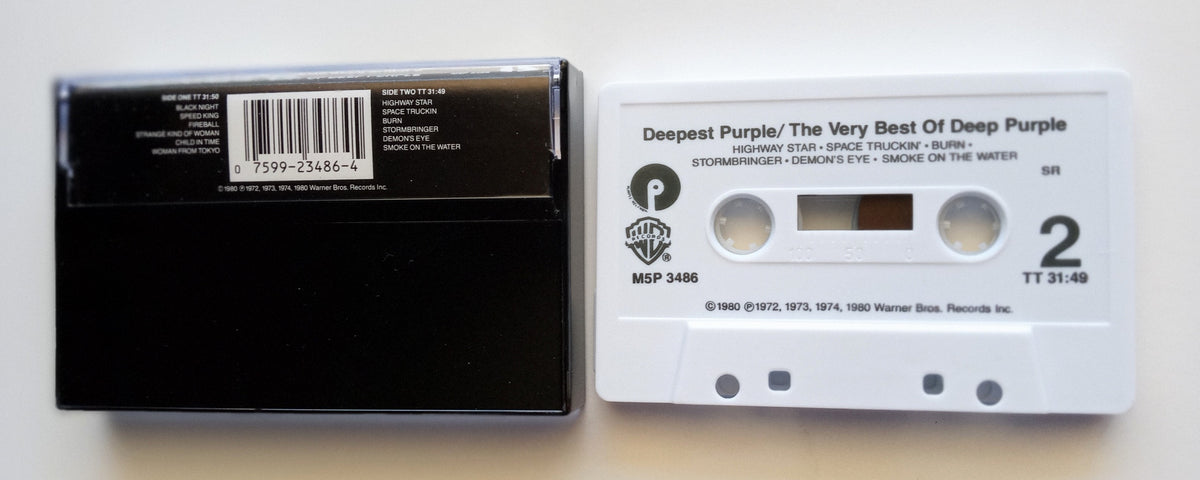 SIDE ONE TT 31:50
BLACK NIGHT
SPEED KING
FIREBALL
STRANGE KIND OF WOMAN
CHILD IN TIME
WOMAN FROM TOKYO
0 7599-23486-4
SIDE TWO TT 31:49
HIGHWAY STAR
SPACE TRUCKIN
BURN
STORMBRINGER
DEMON'S EYE
SMOKE ON THE WATER
©1980 ℗1972, 1973, 1974, 1980 Warner Bros. Records Inc.
Deepest Purple/ The Very Best Of Deep Purple
HIGHWAY STAR • SPACE TRUCKIN' • BURN •
STORMBRINGER • DEMON'S EYE • SMOKE ON THE WATER
SR
P
WB
RECORDS
®
M5P 3486
100 50 0
2
TT 31:49
©1980 ℗1972, 1973, 1974, 1980 Warner Bros. Records Inc.